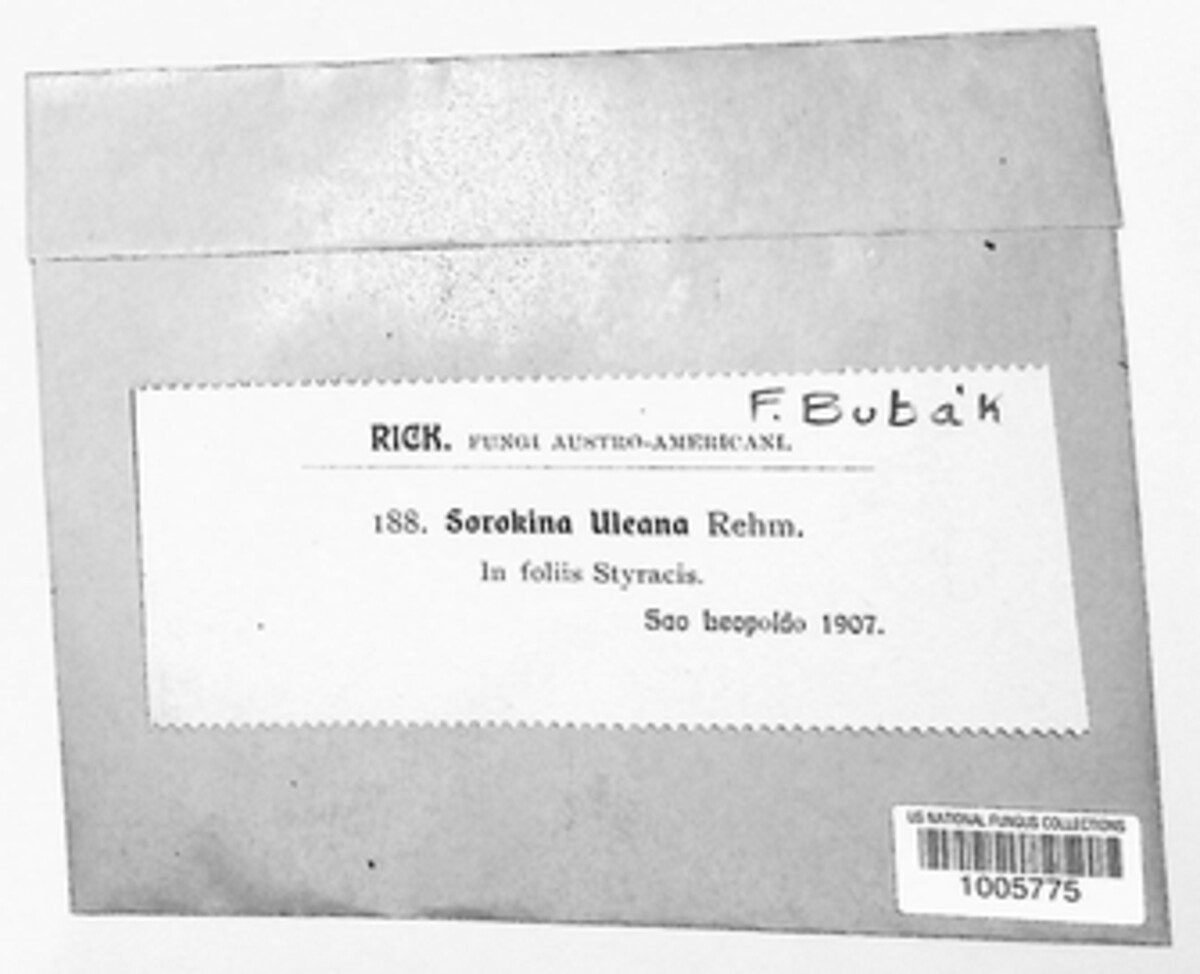 F. Bubák
RICK. FUNGI AUSTRO-AMERICANI.
188. Sorokina Uleana Rehm.
In foliis Styracis.
Sao Leopoldo 1907.
US NATIONAL FUNGUS COLLECTIONS
1005775